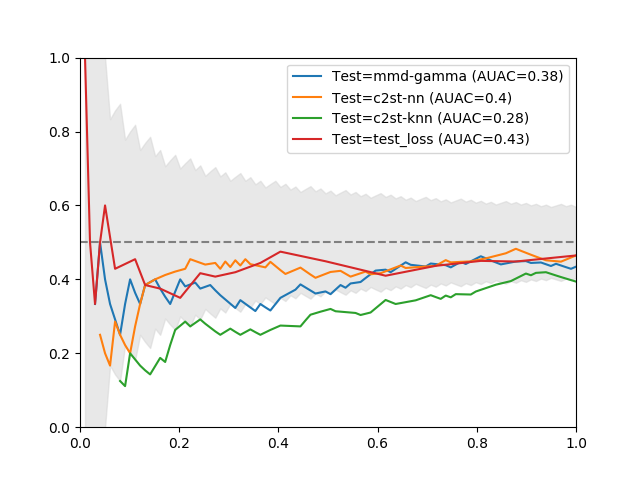 Test=mmd-gamma (AUAC=0.38)
Test=c2st-nn (AUAC=0.4)
Test=c2st-knn (AUAC=0.28)
Test=test_loss (AUAC=0.43)
1.0
0.8
0.6
0.4
0.2
0.0
0.0 0.2 0.4 0.6 0.8 1.0